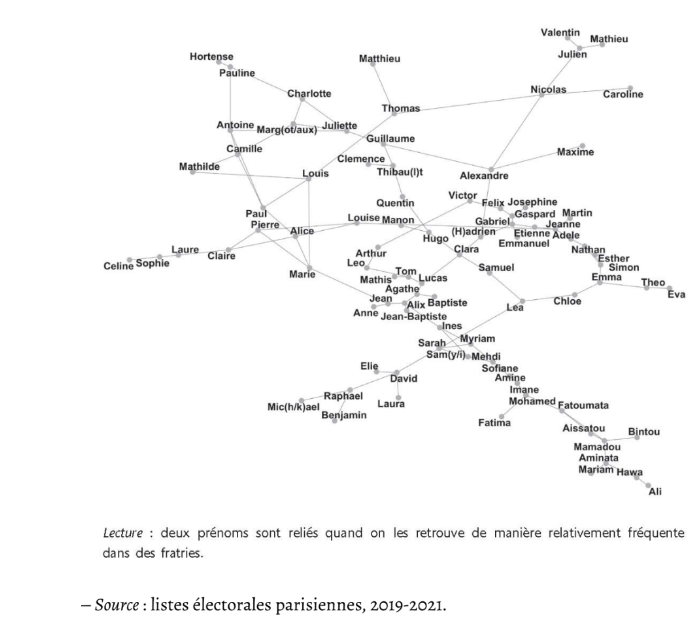 Valentin
Mathieu
Julien
Hortense
Matthieu
Pauline
Nicolas
Charlotte
Caroline
Thomas
Antoine
Marg(ot/aux)
Juliette
Guillaume
Camille
Maxime
Clemence
Mathilde
Louis
Thibau(l)t
Alexandre
Victor
Quentin
Felix
Josephine
Paul
Gaspard
Martin
Louise
Manon
Gabriel
Jeanne
Pierre
Alice
(H)adrien
Etienne
Adele
Hugo
Emmanuel
Laure
Arthur
Clara
Nathan
Claire
Celine
Sophie
Leo
Esther
Marie
Tom
Samuel
Simon
Mathis
Lucas
Emma
Theo
Agathe
Eva
Jean
Alix
Baptiste
Chloe
Anne
Jean-Baptiste
Lea
Ines
Sarah
Myriam
Sam(y/i)
Mehdi
Elie
Sofiane
David
Amine
Imane
Raphael
Mohamed
Fatoumata
Mic(h/k)ael
Laura
Benjamin
Fatima
Aissatou
Bintou
Mamadou
Aminata
Mariam
Hawa
Ali
Lecture : deux prénoms sont reliés quand on les retrouve de manière relativement fréquente
dans des fratries.
– Source : listes électorales parisiennes, 2019-2021.